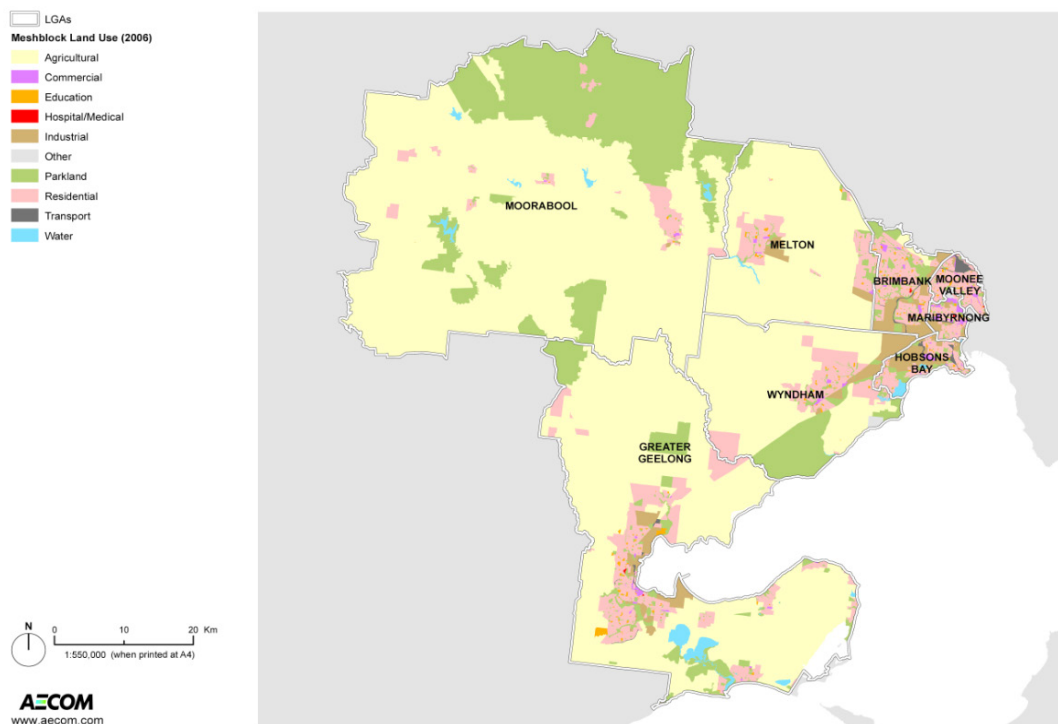 LGAs
Meshblock Land Use (2006)
Agricultural
Commercial
Education
Hospital/Medical
Industrial
Other
Parkland
Residential
Transport
Water
MOORABOOL
MELTON
BRIMBANK
MOONEE
VALLEY
MARIBYRNONG
HOBSONS
BAY
WYNDHAM
GREATER
GEELONG
N
0 10 20 Km
1:550,000 (when printed at A4)
AECOM
www.aecom.com